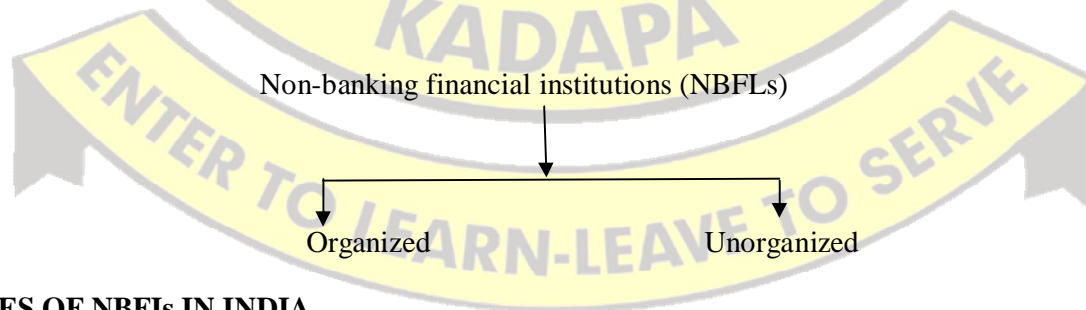 KADAPA
ENTER TO LEARN-LEAVE TO SERVE
Non-banking financial institutions (NBFLs)
Organized Unorganized
ES OF NBFIs IN INDIA